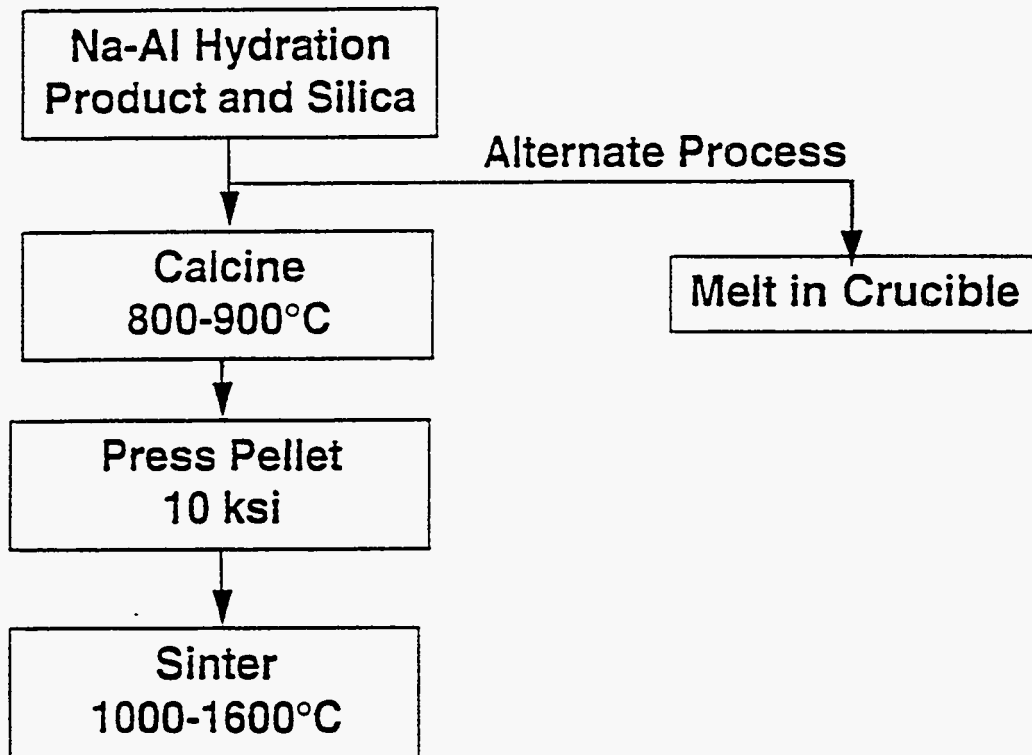 Na-Al Hydration
Product and Silica
Alternate Process
Calcine
800-900°C
Melt in Crucible
Press Pellet
10 ksi
Sinter
1000-1600°C